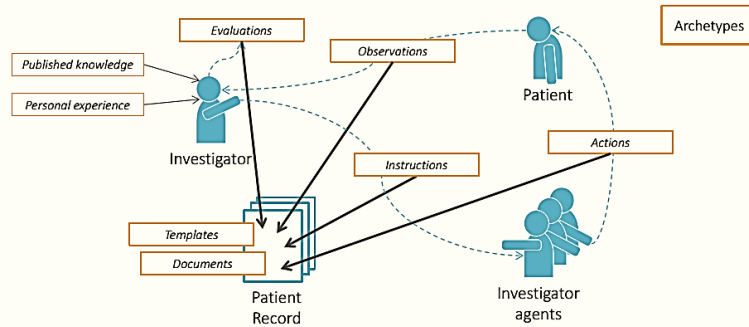 Evaluations
Archetypes
Observations
Published knowledge
Patient
Personal experience
Actions
Investigator
Instructions
Templates
Documents
Patient
Record
Investigator
agents